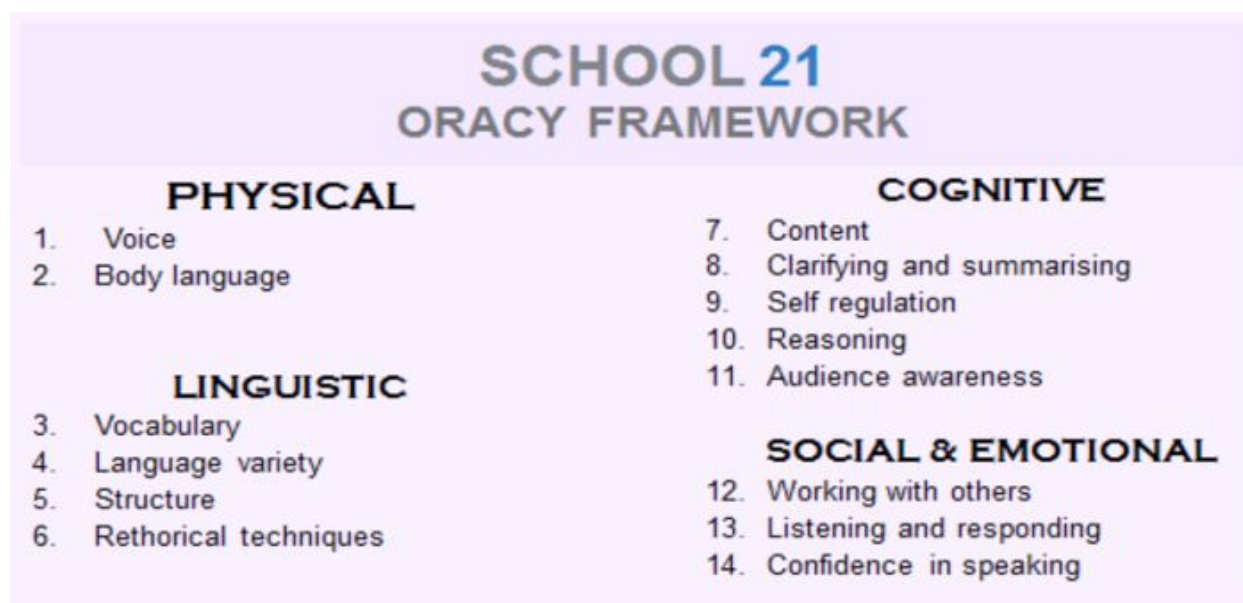 SCHOOL 21
ORACY FRAMEWORK
PHYSICAL
1. Voice
2. Body language
LINGUISTIC
3. Vocabulary
4. Language variety
5. Structure
6. Rethorical techniques
COGNITIVE
7. Content
8. Clarifying and summarising
9. Self regulation
10. Reasoning
11. Audience awareness
SOCIAL & EMOTIONAL
12. Working with others
13. Listening and responding
14. Confidence in speaking